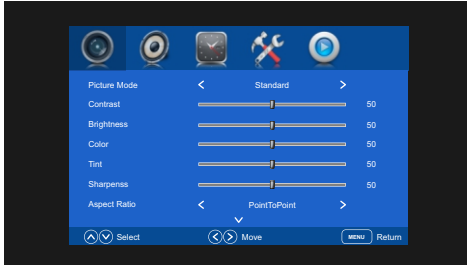 Picture Mode Standard
Contrast 50
Brightness 50
Color 50
Tint 50
Sharpenss 50
Aspect Ratio PointToPoint
Select Move MENU Return